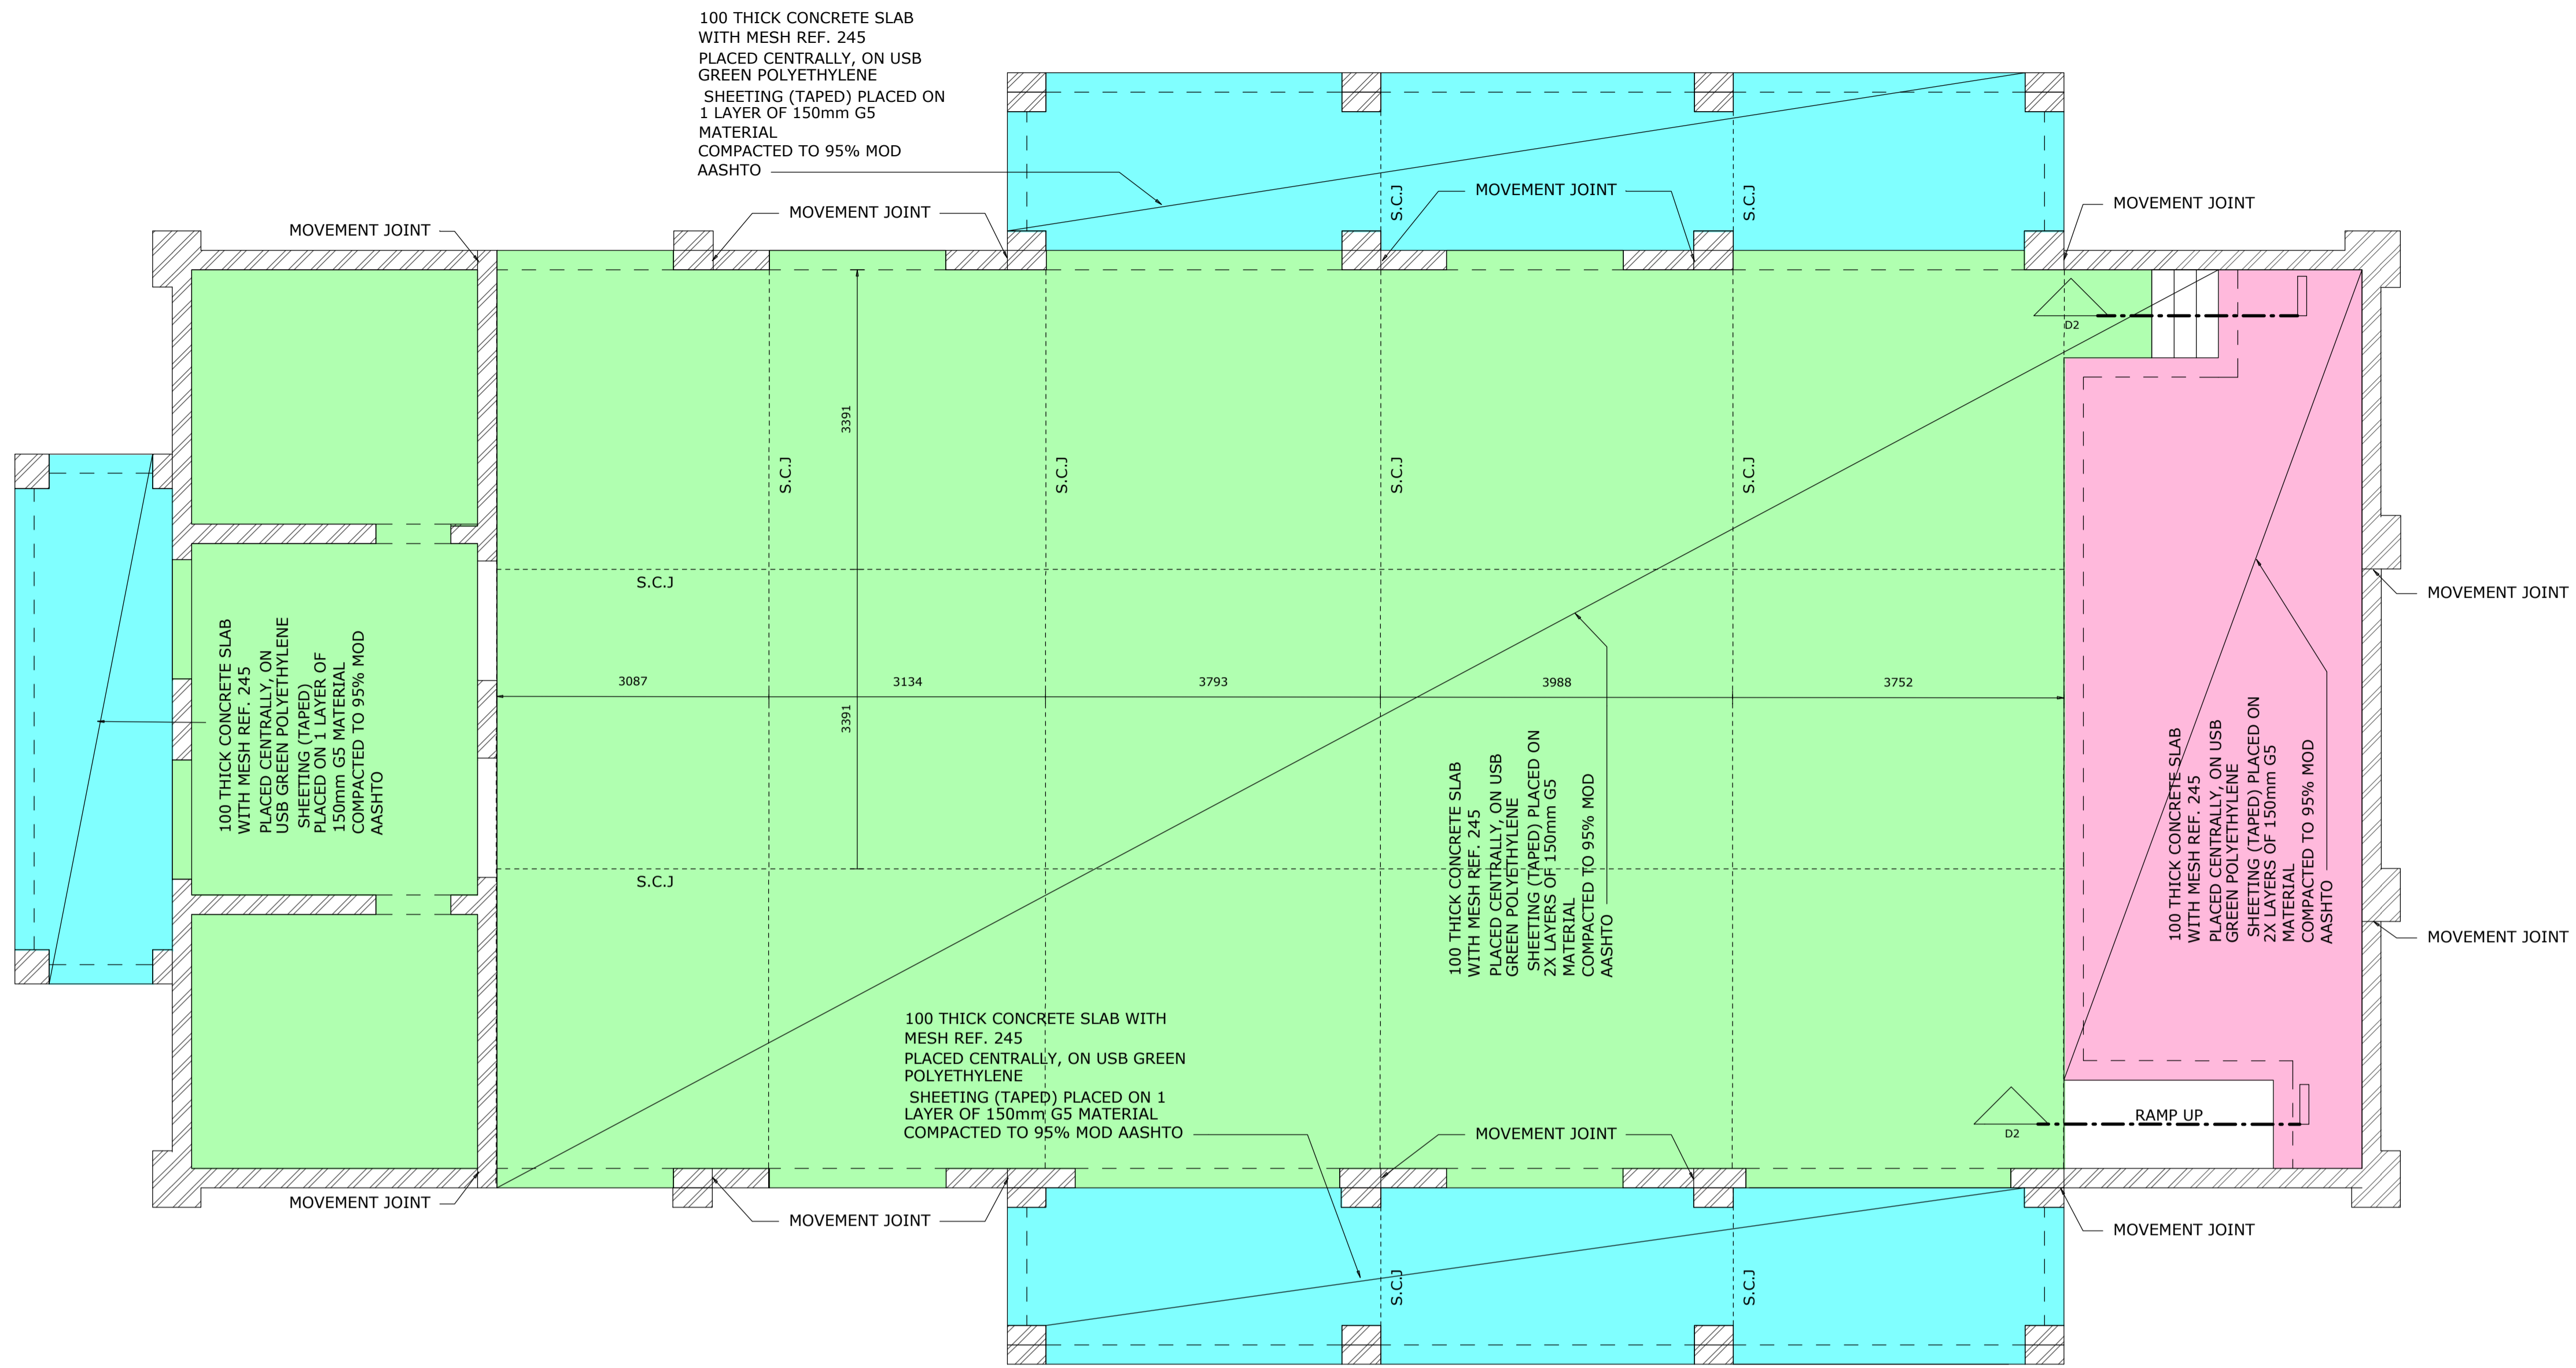 100 THICK CONCRETE SLAB
WITH MESH REF. 245
PLACED CENTRALLY, ON USB
GREEN POLYETHYLENE
SHEETING (TAPED) PLACED ON
1 LAYER OF 150mm G5
MATERIAL
COMPACTED TO 95% MOD
AASHTO
MOVEMENT JOINT
MOVEMENT JOINT
MOVEMENT JOINT
MOVEMENT JOINT
S.C.J
S.C.J
D2
3391
S.C.J
S.C.J
S.C.J
S.C.J
S.C.J
MOVEMENT JOINT
100 THICK CONCRETE SLAB
WITH MESH REF. 245
PLACED CENTRALLY, ON
USB GREEN POLYETHYLENE
SHEETING (TAPED)
PLACED ON 1 LAYER OF
150mm G5 MATERIAL
COMPACTED TO 95% MOD
AASHTO
3087
3134
3793
3988
3752
3391
100 THICK CONCRETE SLAB
WITH MESH REF. 245
PLACED CENTRALLY, ON USB
GREEN POLYETHYLENE
SHEETING (TAPED) PLACED ON
2X LAYERS OF 150mm G5
MATERIAL
COMPACTED TO 95% MOD
AASHTO
100 THICK CONCRETE SLAB
WITH MESH REF. 245
PLACED CENTRALLY, ON USB
GREEN POLYETHYLENE
SHEETING (TAPED) PLACED ON
2X LAYERS OF 150mm G5
MATERIAL
COMPACTED TO 95% MOD
AASHTO
S.C.J
MOVEMENT JOINT
100 THICK CONCRETE SLAB WITH
MESH REF. 245
PLACED CENTRALLY, ON USB GREEN
POLYETHYLENE
SHEETING (TAPED) PLACED ON 1
LAYER OF 150mm G5 MATERIAL
COMPACTED TO 95% MOD AASHTO
RAMP UP
D2
MOVEMENT JOINT
MOVEMENT JOINT
MOVEMENT JOINT
MOVEMENT JOINT
S.C.J
S.C.J